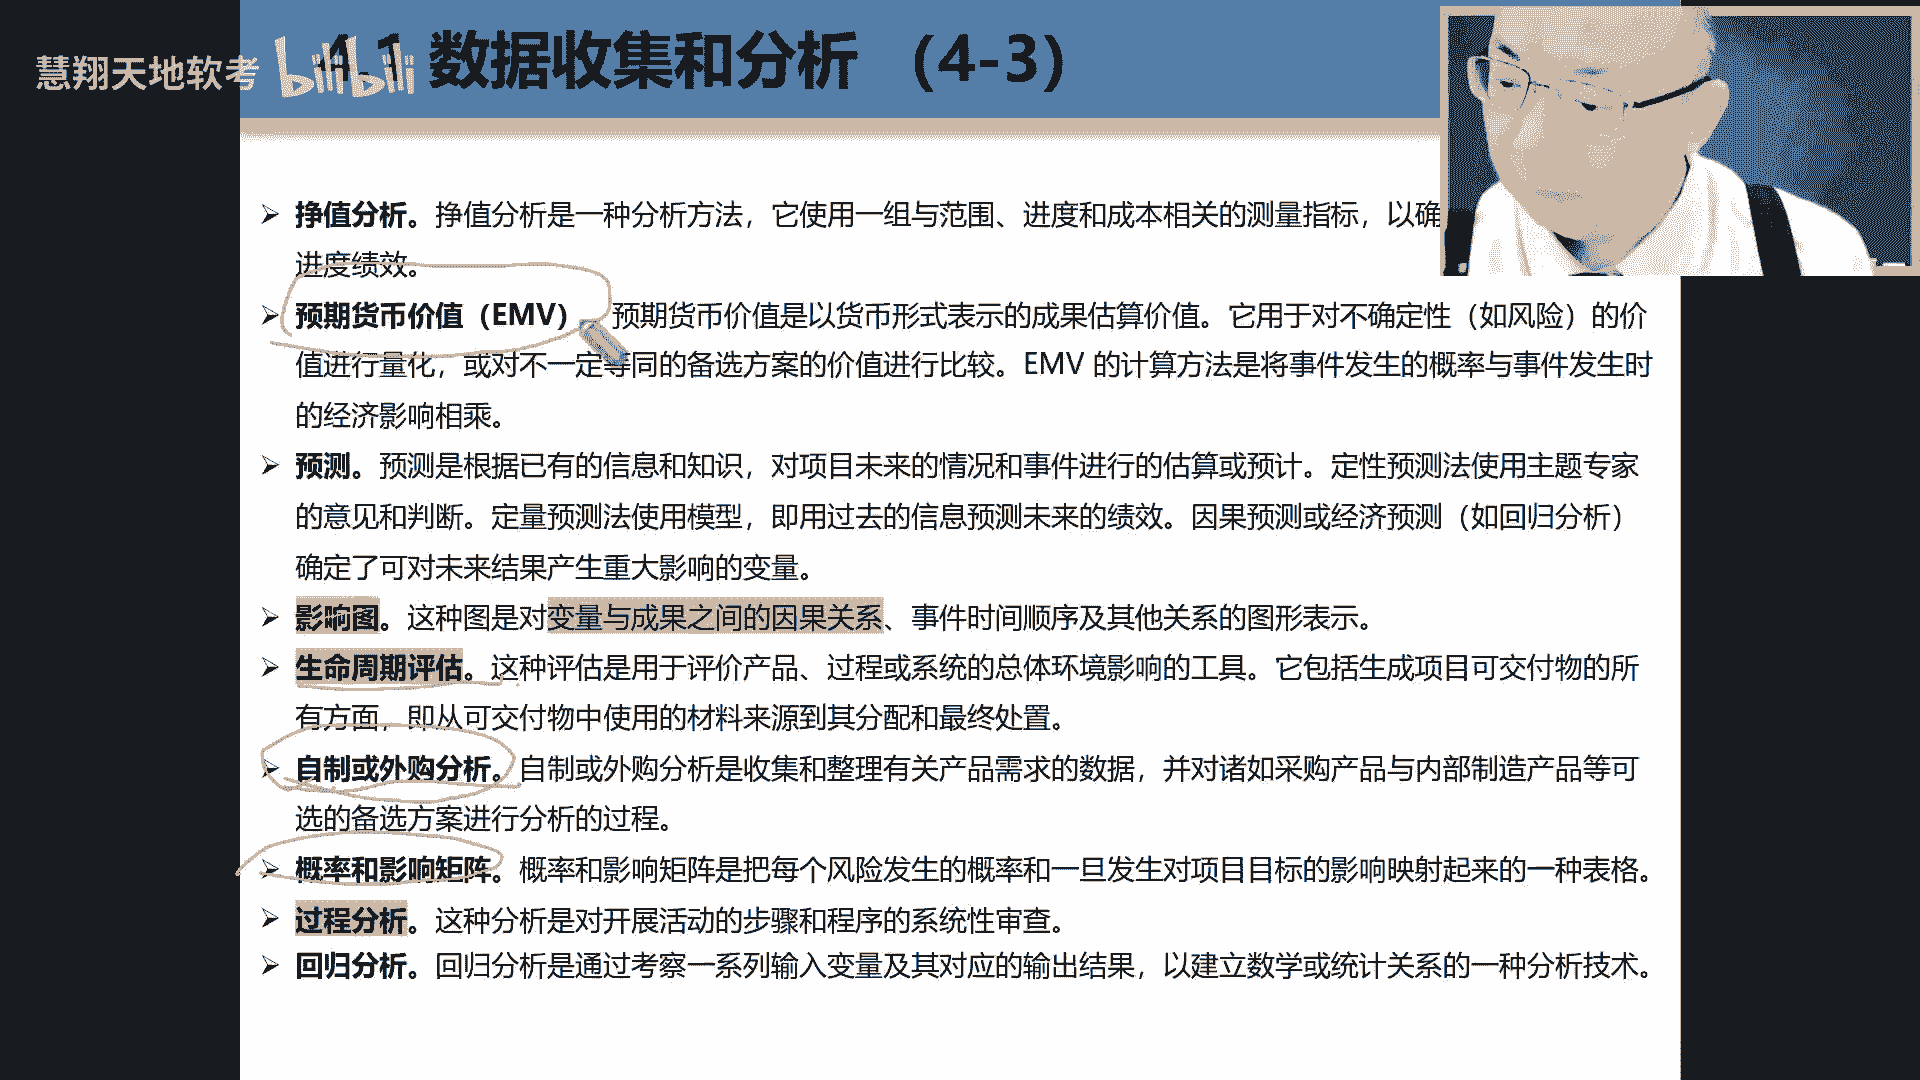 慧翔天地软考
bilibili
4.1 数据收集和分析 （4-3）
➢ 挣值分析。挣值分析是一种分析方法，它使用一组与范围、进度和成本相关的测量指标，以确
进度绩效。
➢ 预期货币价值（EMV） 预期货币价值是以货币形式表示的成果估算价值。它用于对不确定性（如风险）的价
值进行量化，或对不一定等同的备选方案的价值进行比较。EMV 的计算方法是将事件发生的概率与事件发生时
的经济影响相乘。
➢ 预测。预测是根据已有的信息和知识，对项目未来的情况和事件进行的估算或预计。定性预测法使用主题专家
的意见和判断。定量预测法使用模型，即用过去的信息预测未来的绩效。因果预测或经济预测（如回归分析）
确定了可对未来结果产生重大影响的变量。
➢ 影响图。这种图是对变量与成果之间的因果关系、事件时间顺序及其他关系的图形表示。
➢ 生命周期评估。这种评估是用于评价产品、过程或系统的总体环境影响的工具。它包括生成项目可交付物的所
有方面，即从可交付物中使用的材料来源到其分配和最终处置。
➢ 自制或外购分析。自制或外购分析是收集和整理有关产品需求的数据，并对诸如采购产品与内部制造产品等可
选的备选方案进行分析的过程。
➢ 概率和影响矩阵。概率和影响矩阵是把每个风险发生的概率和一旦发生对项目目标的影响映射起来的一种表格。
➢ 过程分析。这种分析是对开展活动的步骤和程序的系统性审查。
➢ 回归分析。回归分析是通过考察一系列输入变量及其对应的输出结果，以建立数学或统计关系的一种分析技术。